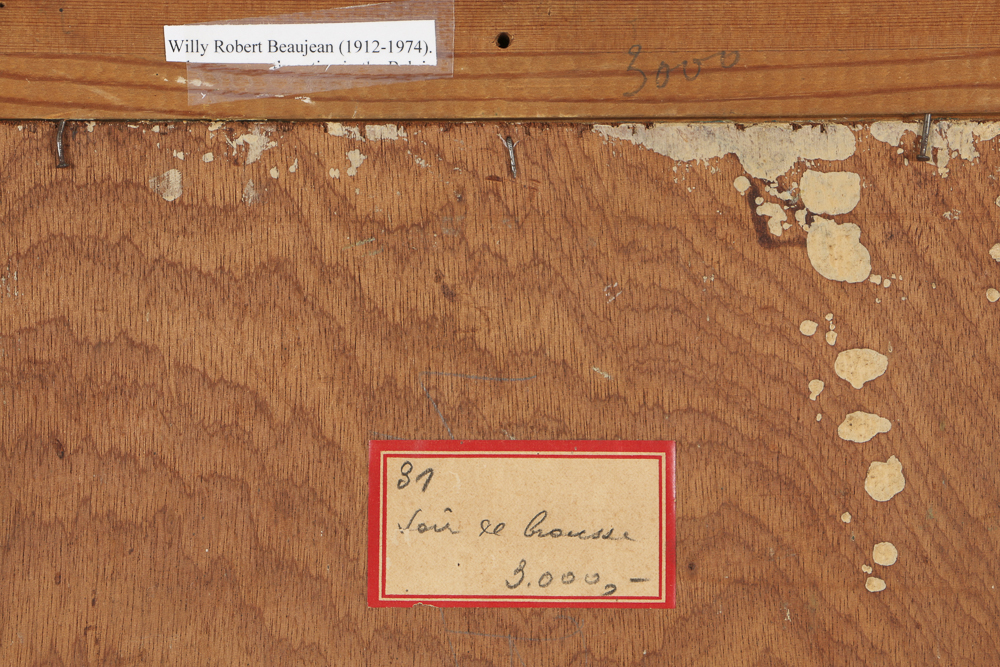 Willy Robert Beaujean (1912-1974).
3000
31
Soir de brousse
3.000,-